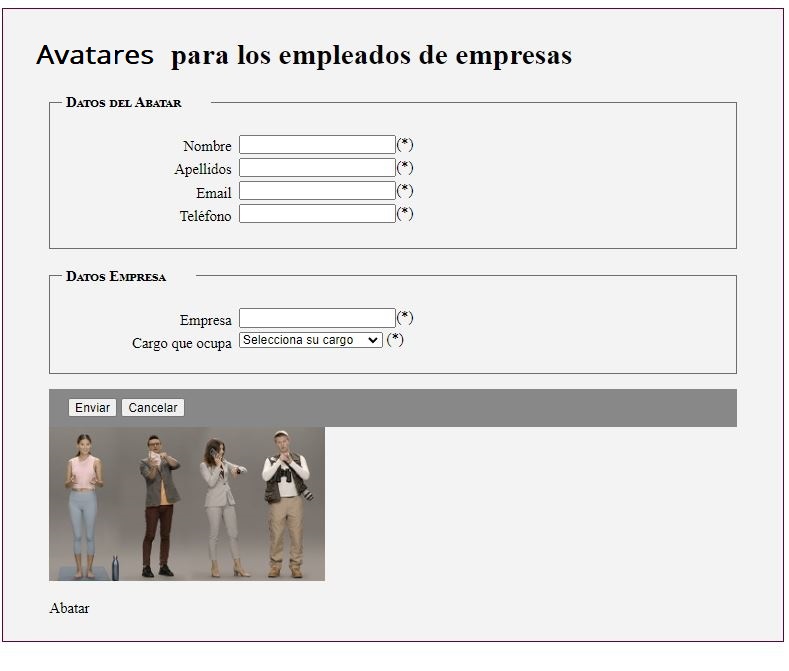 Avatares para los empleados de empresas
Datos del Abatar
Nombre (*)
Apellidos (*)
Email (*)
Teléfono (*)
Datos Empresa
Empresa (*)
Cargo que ocupa Selecciona su cargo (*)
Enviar Cancelar
Abatar